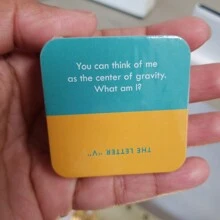 You can think of me
as the center of gravity.
What am I?
THE LETTER "V"